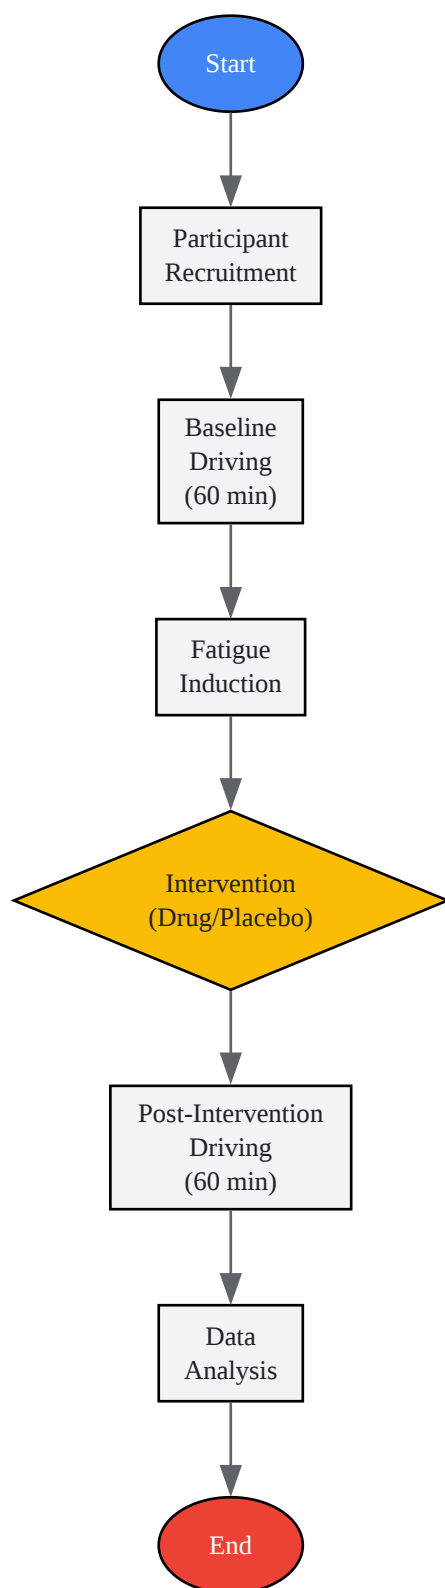 Start
Participant
Recruitment
Baseline
Driving
(60 min)
Fatigue
Induction
Intervention
(Drug/Placebo)
Post-Intervention
Driving
(60 min)
Data
Analysis
End